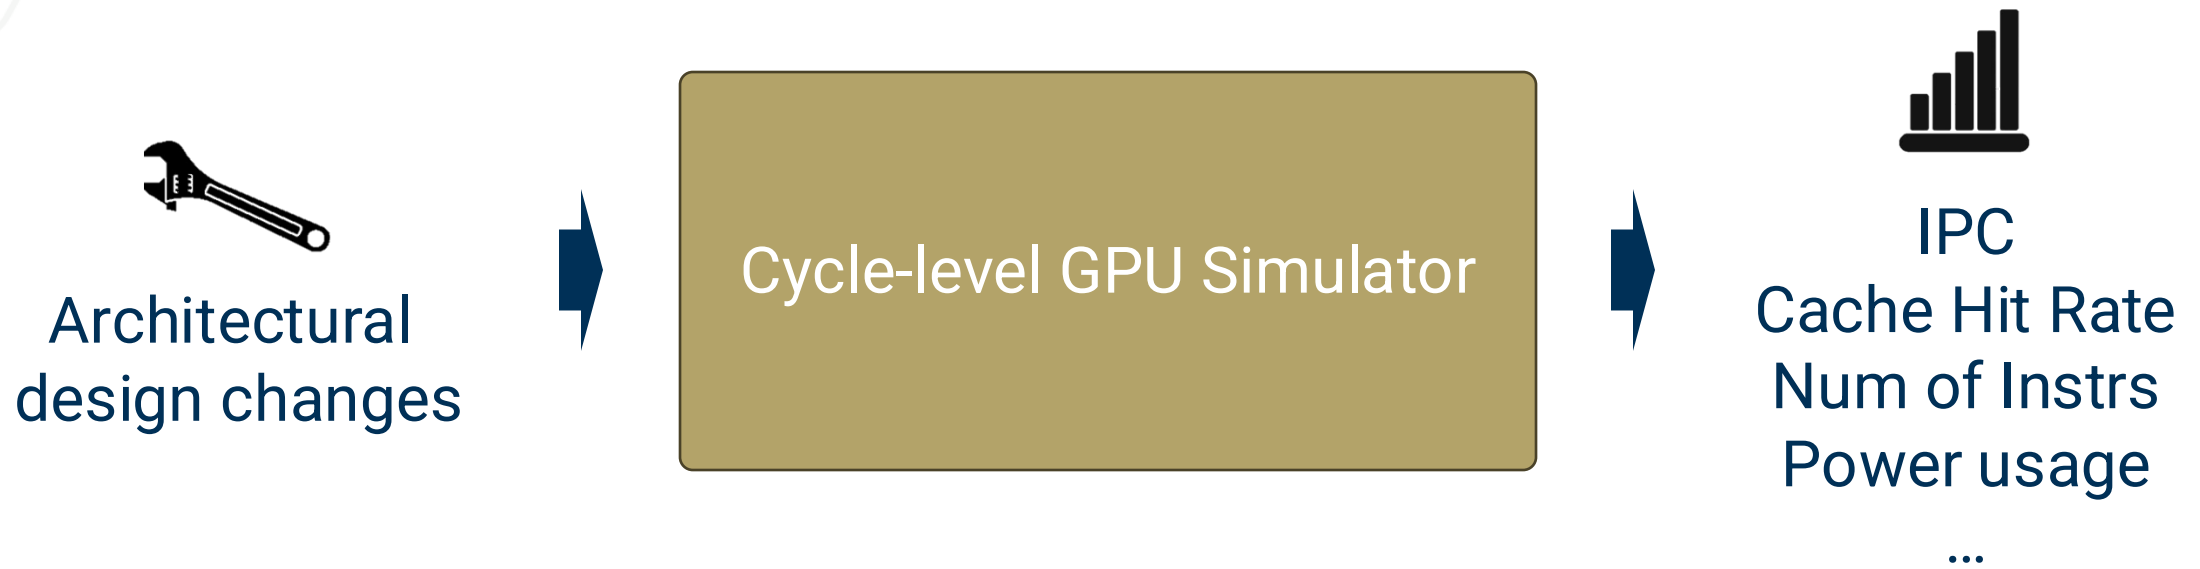 Architectural
design changes
Cycle-level GPU Simulator
IPC
Cache Hit Rate
Num of Instrs
Power usage
...